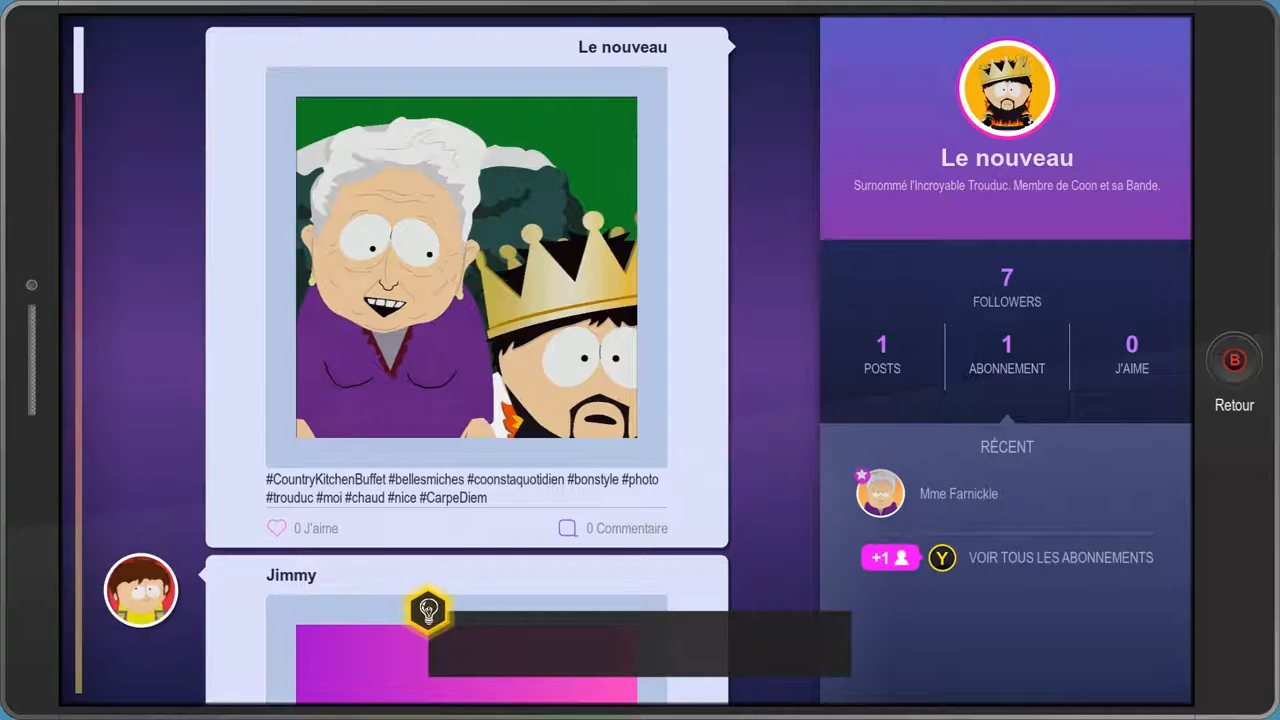 Le nouveau
#CountryKitchenBuffet #bellesmiches #coonstaquotidien #bonstyle #photo
#trouduc #moi #chaud #nice #CarpeDiem
0 J'aime
0 Commentaire
Jimmy
Le nouveau
Surnommé l'Incroyable Trouduc. Membre de Coon et sa Bande.
7
FOLLOWERS
1
POSTS
1
ABONNEMENT
0
J'AIME
RÉCENT
Mme Farnickle
+1
Y
VOIR TOUS LES ABONNEMENTS
B
Retour